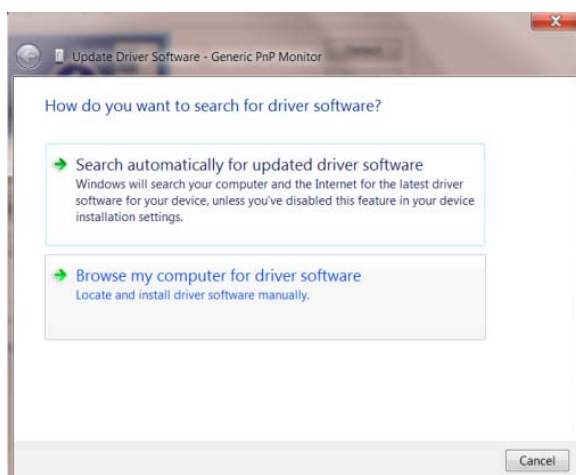 Update Driver Software - Generic PnP Monitor
How do you want to search for driver software?
Search automatically for updated driver software
Windows will search your computer and the Internet for the latest driver
software for your device, unless you've disabled this feature in your device
installation settings.
Browse my computer for driver software
Locate and install driver software manually.
Cancel